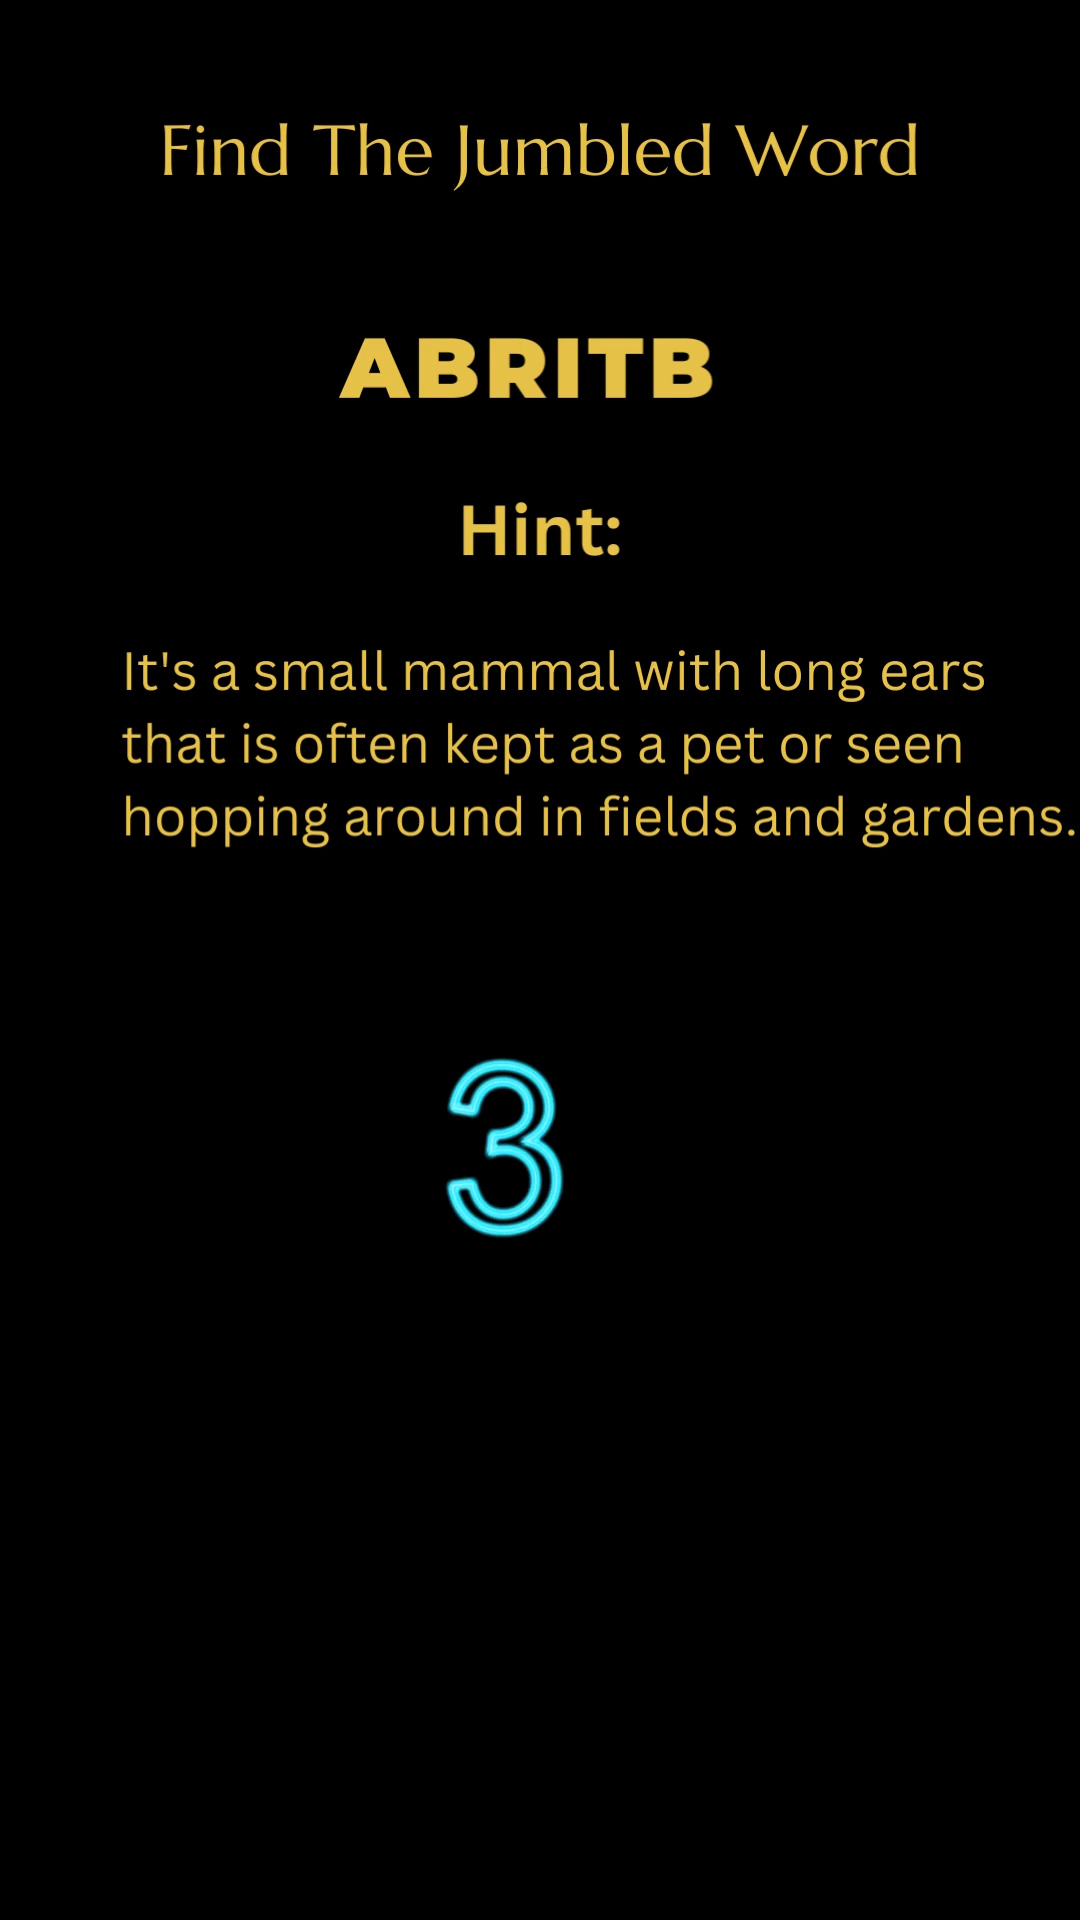 Find The Jumbled Word
ABRITB
Hint:
It's a small mammal with long ears
that is often kept as a pet or seen
hopping around in fields and gardens.
3